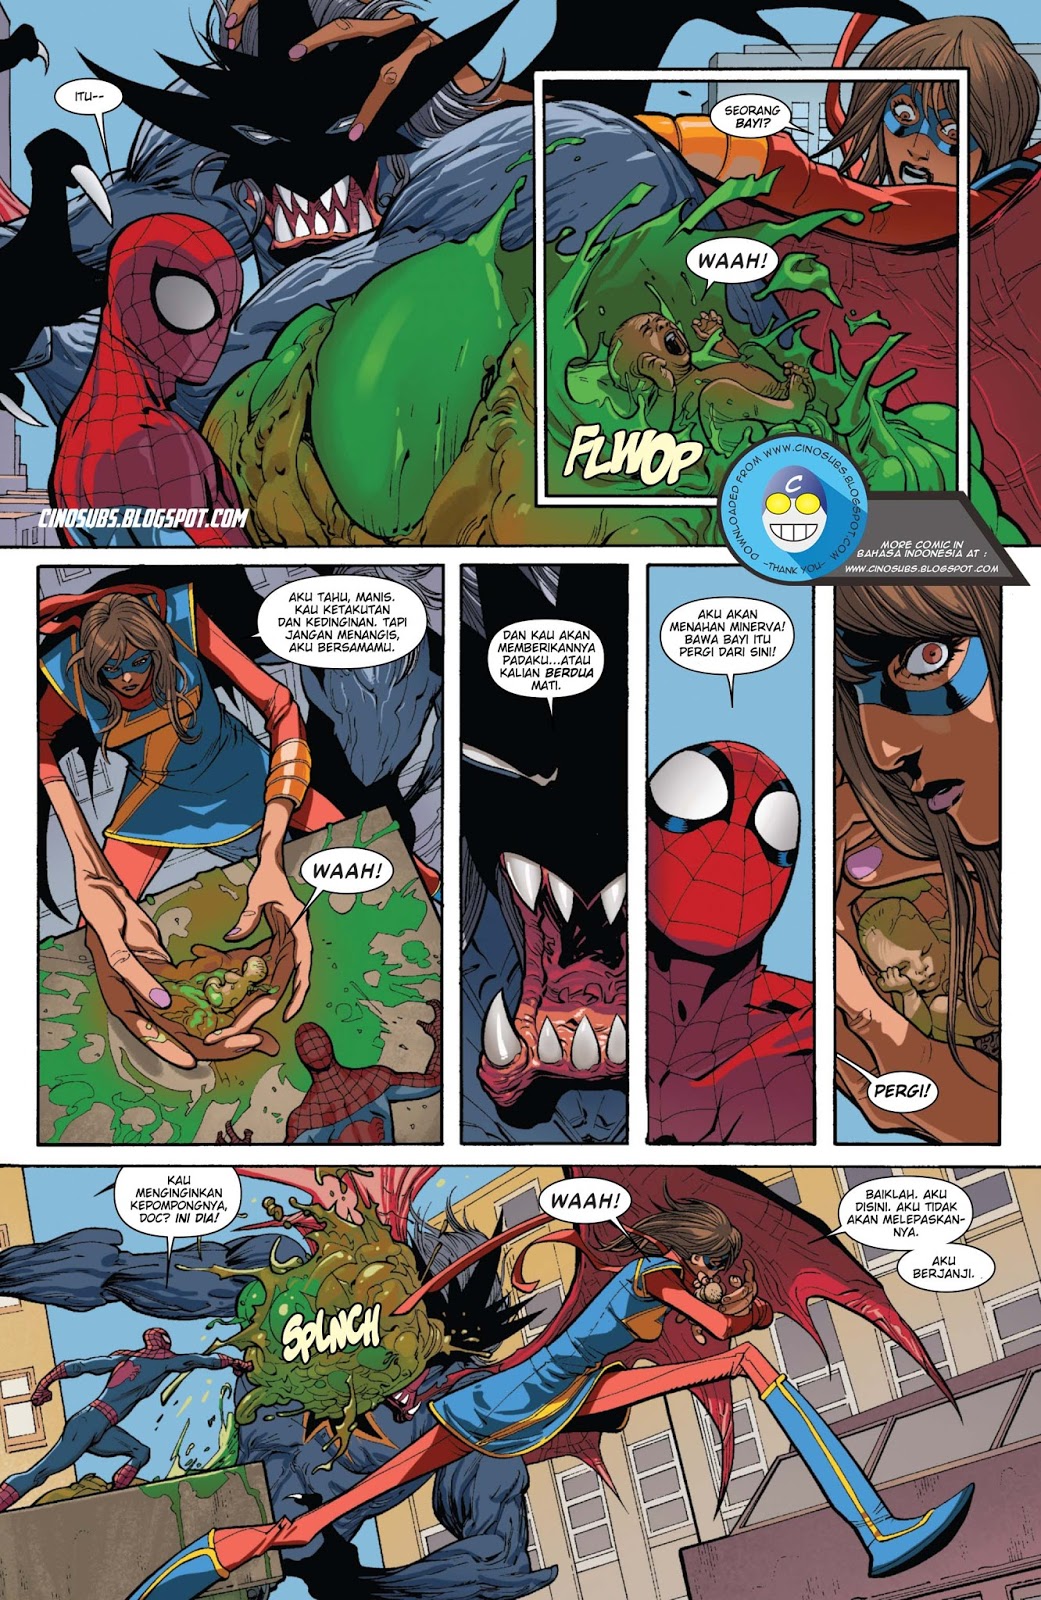 ITU--
SEORANG
BAYI?
WAAH!
FLWOP
CINOSUBS.BLOGSPOT.COM
DOWNLOADED FROM WWW.CINOSUBS.BLOGSPOT.COM
C
-THANK YOU-
MORE COMIC IN
BAHASA INDONESIA AT :
WWW.CINOSUBS.BLOGSPOT.COM
AKU TAHU, MANIS.
KAU KETAKUTAN
DAN KEDINGINAN. TAPI
JANGAN MENANGIS,
AKU BERSAMAMU.
WAAH!
DAN KAU AKAN
MEMBERIKANNYA
PADAKU...ATAU
KALIAN BERDUA
MATI.
AKU AKAN
MENAHAN MINERVA!
BAWA BAYI ITU
PERGI DARI SINI!
PERGI!
KAU
MENGINGINKAN
KEPOMPONGNYA,
DOC? INI DIA!
SPLNCH
WAAH!
BAIKLAH. AKU
DISINI. AKU TIDAK
AKAN MELEPASKAN-
NYA.
AKU
BERJANJI.